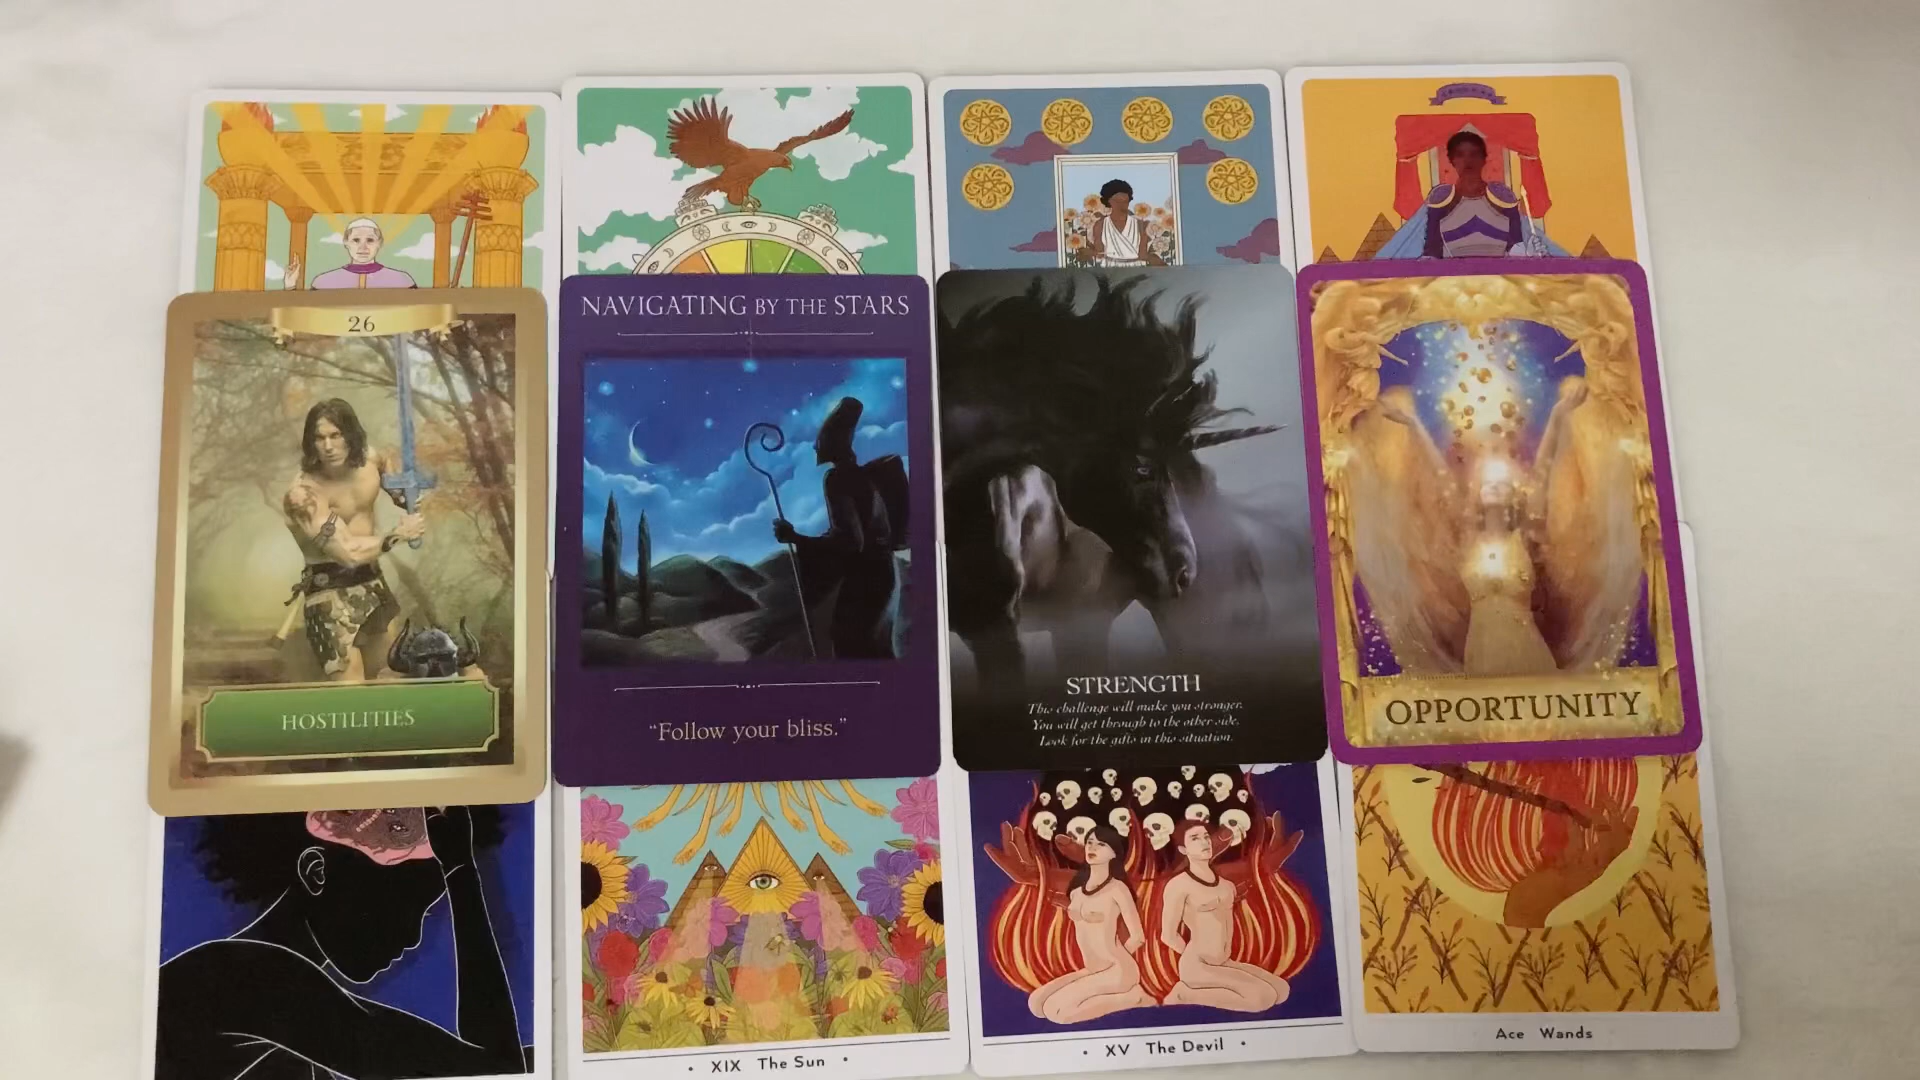 26
HOSTILITIES
NAVIGATING BY THE STARS
"Follow your bliss."
STRENGTH
This challenge will make you stronger.
You will get through to the other side.
Look for the gifts in this situation.
OPPORTUNITY
• XIX The Sun •
• XV The Devil •
Ace Wands